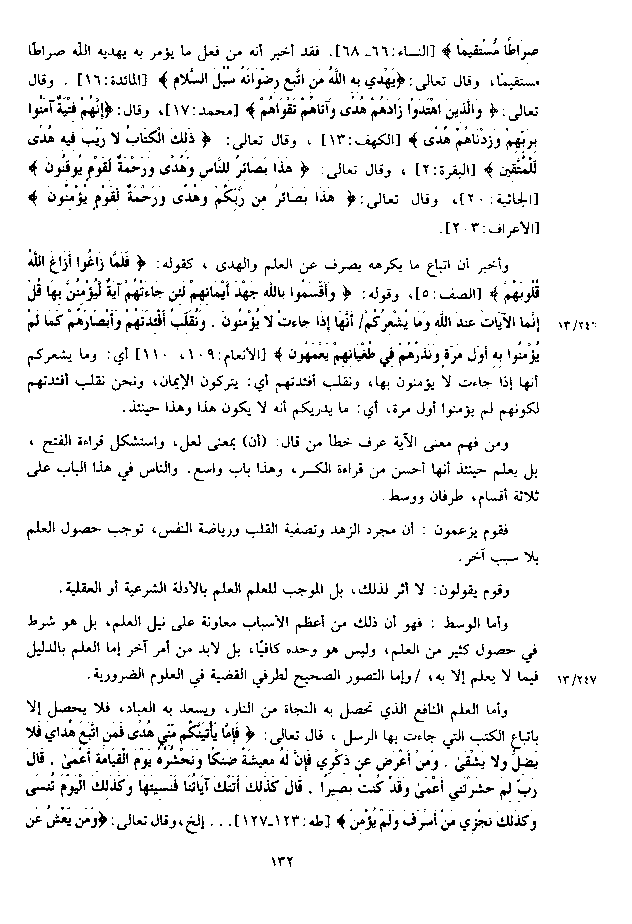 صراطًا مُسْتَقِيمًا ﴾ [النساء:٦٦ـ ٦٨]. فقد أخبر أنه من فعل ما يؤمر به يهديه الله صراطًا
مستقيمًا، وقال تعالى:﴿يَهْدِي بِهِ اللَّهُ مَنِ اتَّبَعَ رِضْوَانَهُ سُبُلَ السَّلامِ ﴾ [المائدة:١٦] . وقال
تعالى:﴿ وَالَّذِينَ اهْتَدَوْا زَادَهُمْ هُدًى وَآتَاهُمْ تَقْوَاهُمْ﴾ [محمد:١٧]، وقال:﴿إِنَّهُمْ فِتْيَةٌ آمَنُوا
بِرَبِّهِمْ وَزِدْنَاهُمْ هُدًى ﴾ [الكهف:١٣] ، وقال تعالى: ﴿ ذَلِكَ الْكِتَابُ لا رَيْبَ فِيهِ هُدًى
لِّلْمُتَّقِينَ ﴾ [البقرة:٢] ، وقال تعالى: ﴿ هَذَا بَصَائِرُ لِلنَّاسِ وَهُدًى وَرَحْمَةٌ لِّقَوْمٍ يُوقِنُونَ ﴾
[الجاثية:٢٠]، وقال تعالى:﴿ هَذَا بَصَائِرُ مِن رَّبِّكُمْ وَهُدًى وَرَحْمَةٌ لِّقَوْمٍ يُؤْمِنُونَ ﴾
[الأعراف:٢٠٣].
وأخبر أن اتباع ما يكرهه يصرف عن العلم والهدى ، كقوله: ﴿ فَلَمَّا زَاغُوا أَزَاغَ اللَّهُ
قُلُوبَهُمْ ﴾ [الصف:٥]، وقوله: ﴿ وَأَقْسَمُوا بِاللَّهِ جَهْدَ أَيْمَانِهِمْ لَئِن جَاءَتْهُمْ آيَةٌ لَّيُؤْمِنُنَّ بِهَا قُلْ
إِنَّمَا الآيَاتُ عِندَ اللَّهِ وَمَا يُشْعِرُكُمْ/ أَنَّهَا إِذَا جَاءَتْ لا يُؤْمِنُونَ . وَنُقَلِّبُ أَفْئِدَتَهُمْ وَأَبْصَارَهُمْ كَمَا لَمْ
يُؤْمِنُوا بِهِ أَوَّلَ مَرَّةٍ وَنَذَرُهُمْ فِي طُغْيَانِهِمْ يَعْمَهُونَ ﴾ [الأنعام:١٠٩، ١١٠] أي: وما يشعركم
أنها إذا جاءت لا يؤمنون بها، ونقلب أفئدتهم أي: يتركون الإيمان، ونحن نقلب أفئدتهم
لكونهم لم يؤمنوا أول مرة، أي: ما يدريكم أنه لا يكون هذا وهذا حينئذ.
ومن فهم معنى الآية عرف خطأ من قال: (أن) بمعنى لعل، واستشكل قراءة الفتح ،
بل يعلم حينئذ أنها أحسن من قراءة الكسر، وهذا باب واسع. والناس في هذا الباب على
ثلاثة أقسام، طرفان ووسط.
فقوم يزعمون : أن مجرد الزهد وتصفية القلب ورياضة النفس، توجب حصول العلم
بلا سبب آخر.
وقوم يقولون: لا أثر لذلك، بل الموجب للعلم العلم بالأدلة الشرعية أو العقلية.
وأما الوسط : فهو أن ذلك من أعظم الأسباب معاونة على نيل العلم، بل هو شرط
في حصول كثير من العلم، وليس هو وحده كافيًا، بل لابد من أمر آخر إما العلم بالدليل
فيما لا يعلم إلا به، /وإما التصور الصحيح لطرفي القضية في العلوم الضرورية. ١٣/٢٤٧
وأما العلم النافع الذي تحصل به النجاة من النار، ويسعد به العباد، فلا يحصل إلا
باتباع الكتب التي جاءت بها الرسل ، قال تعالى: ﴿ فَإِمَّا يَأْتِيَنَّكُم مِّنِّي هُدًى فَمَنِ اتَّبَعَ هُدَايَ فَلا
يَضِلُّ وَلا يَشْقَى . وَمَنْ أَعْرَضَ عَن ذِكْرِي فَإِنَّ لَهُ مَعِيشَةً ضَنكًا وَنَحْشُرُهُ يَوْمَ الْقِيَامَةِ أَعْمَى . قَالَ
رَبِّ لِمَ حَشَرْتَنِي أَعْمَى وَقَدْ كُنتُ بَصِيرًا . قَالَ كَذَلِكَ أَتَتْكَ آيَاتُنَا فَنَسِيتَهَا وَكَذَلِكَ الْيَوْمَ تُنسَى
وَكَذَلِكَ نَجْزِي مَنْ أَسْرَفَ وَلَمْ يُؤْمِنْ ﴾ [طه:١٢٣ـ١٢٧]... إلخ،وقال تعالى:﴿وَمَن يَعْشُ عَن
١٣٢